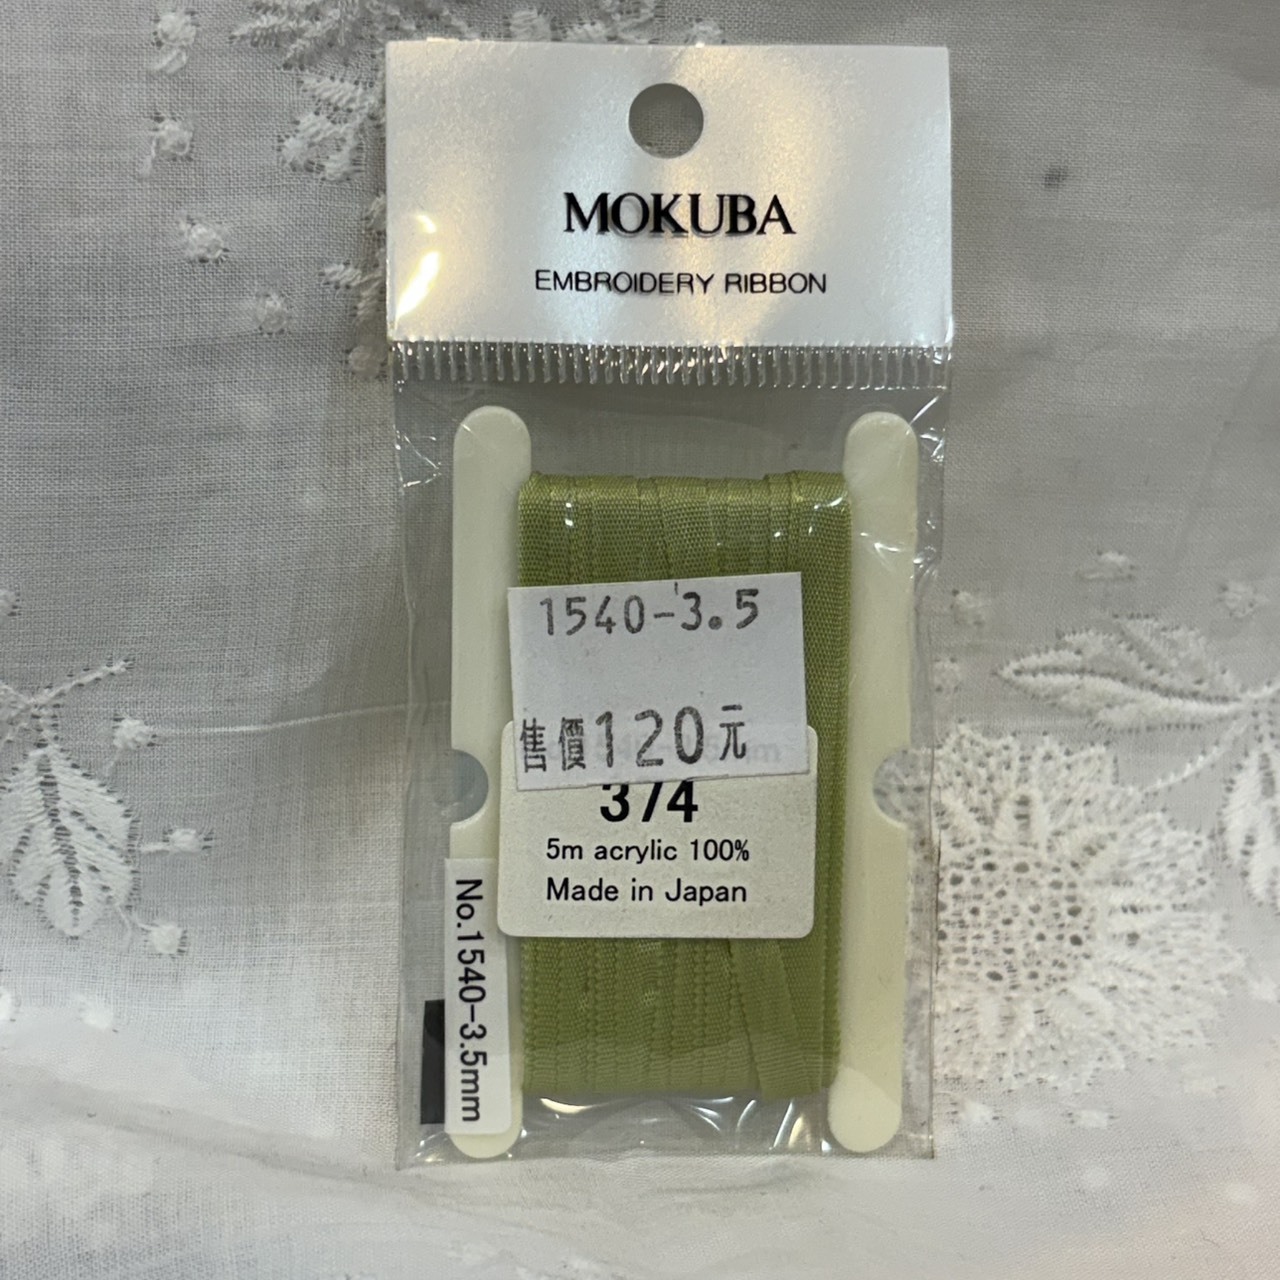 MOKUBA
EMBROIDERY RIBBON
1540-3.5
售價120元
374
5m acrylic 100%
Made in Japan
No.1540-3.5mm